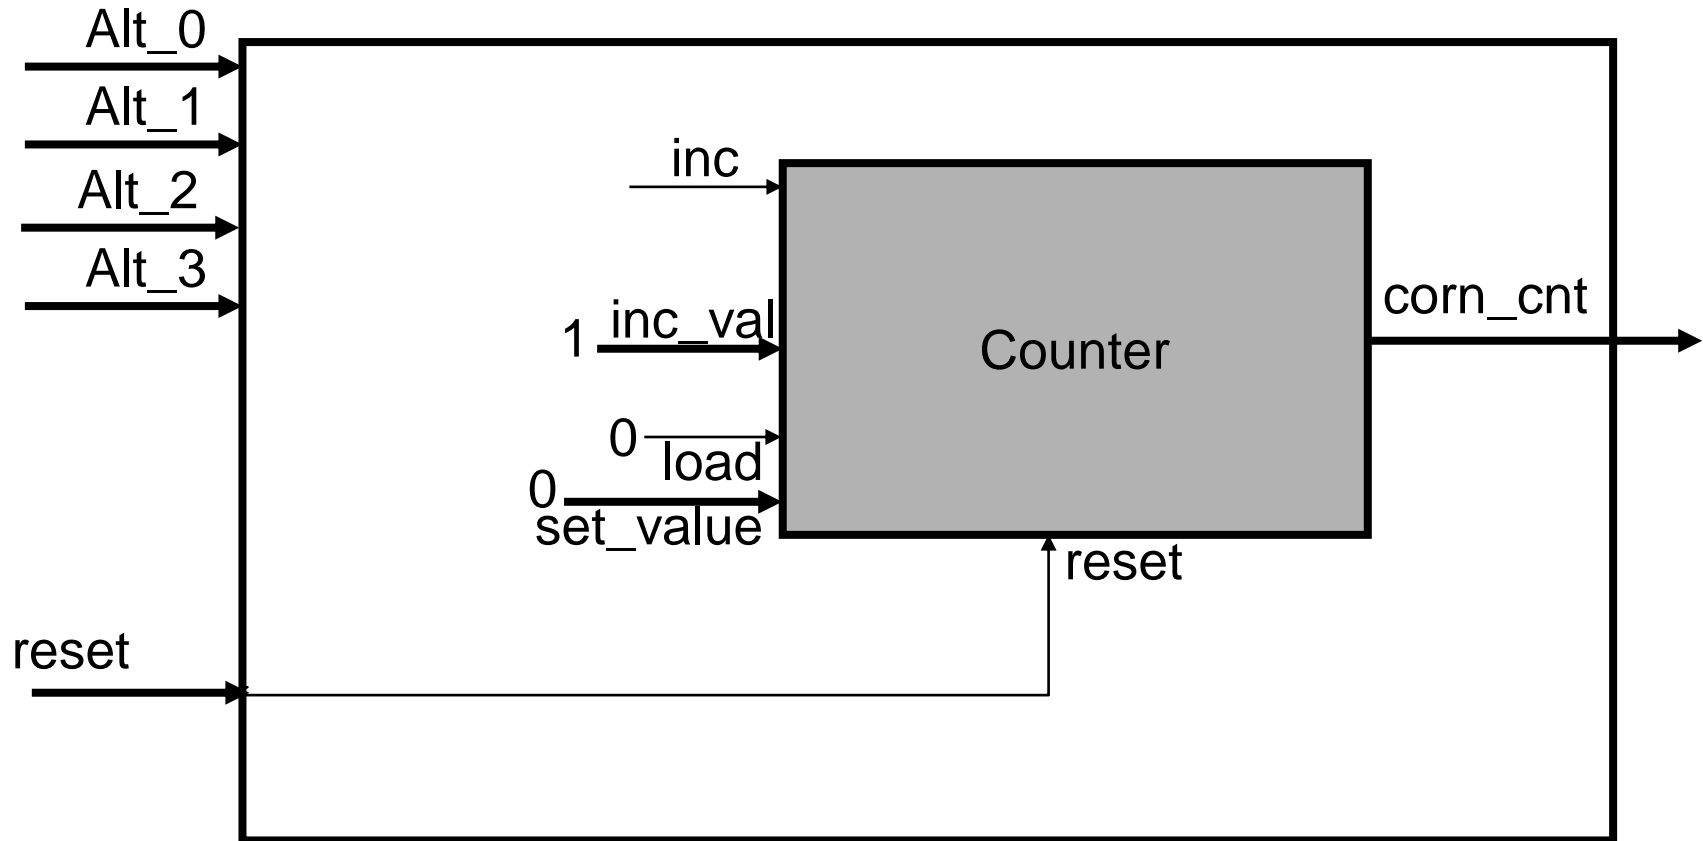 Alt_0
Alt_1
Alt_2
Alt_3
inc
1 inc_val
0 load
0 set_value
Counter
corn_cnt
reset
reset